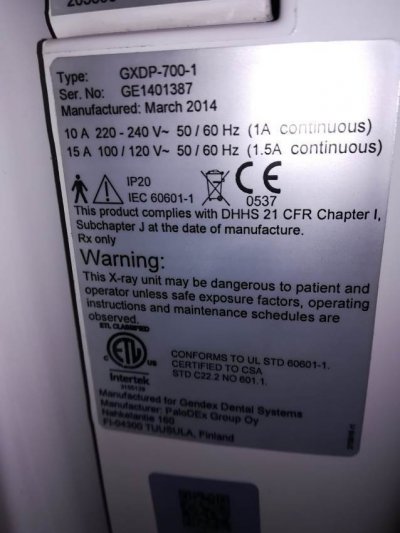 Type: GXDP-700-1
Ser. No: GE1401387
Manufactured: March 2014
10 A 220 - 240 V~ 50 / 60 Hz (1A continuous)
15 A 100 / 120 V~ 50 / 60 Hz (1.5A continuous)
IP20
IEC 60601-1
CE
0537
This product complies with DHHS 21 CFR Chapter I,
Subchapter J at the date of manufacture.
Rx only
Warning:
This X-ray unit may be dangerous to patient and
operator unless safe exposure factors, operating
instructions and maintenance schedules are
observed.
ETL CLASSIFIED
C ETL US
Intertek
CONFORMS TO UL STD 60601-1.
CERTIFIED TO CSA
STD C22.2 NO 601.1.
Manufactured for Gendex Dental Systems
Manufacturer: PaloDEx Group Oy
Nahkelantie 160
FI-04300 TUUSULA, Finland